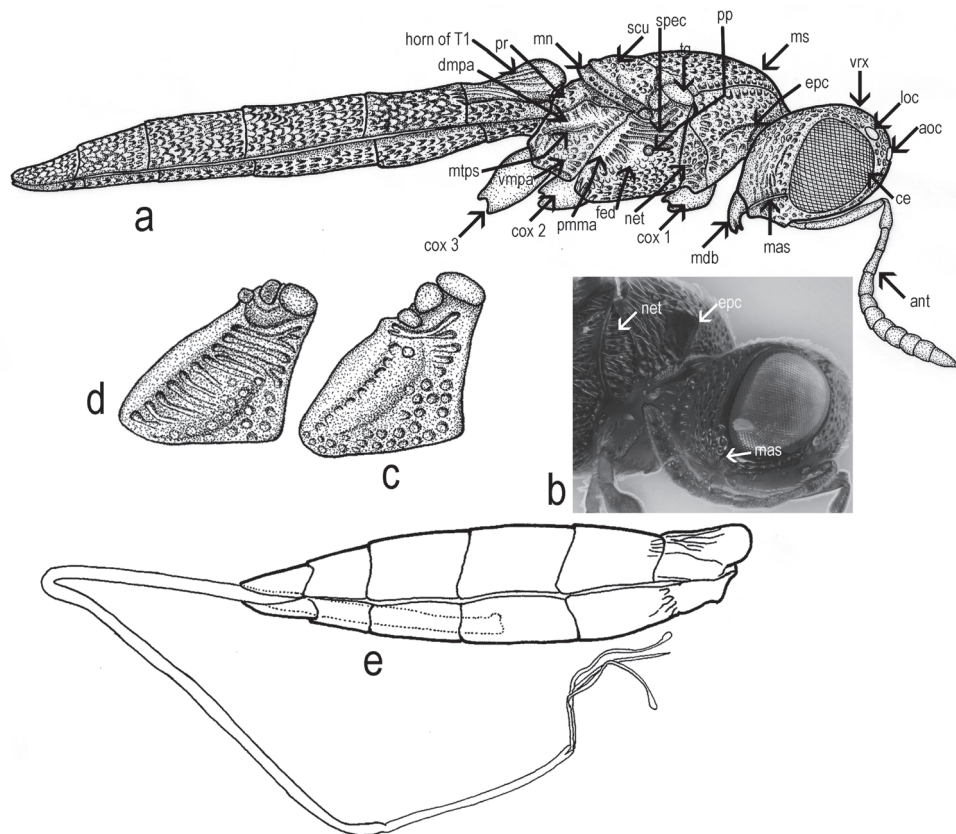 horn of T1
pr
dmpa
mn
scu
spec
tg
pp
ms
epc
vrx
loc
aoc
ce
mtps
vmpa
pmma
fed
net
cox 3
cox 2
cox 1
mdb
mas
ant
a
net
epc
mas
b
d
c
e